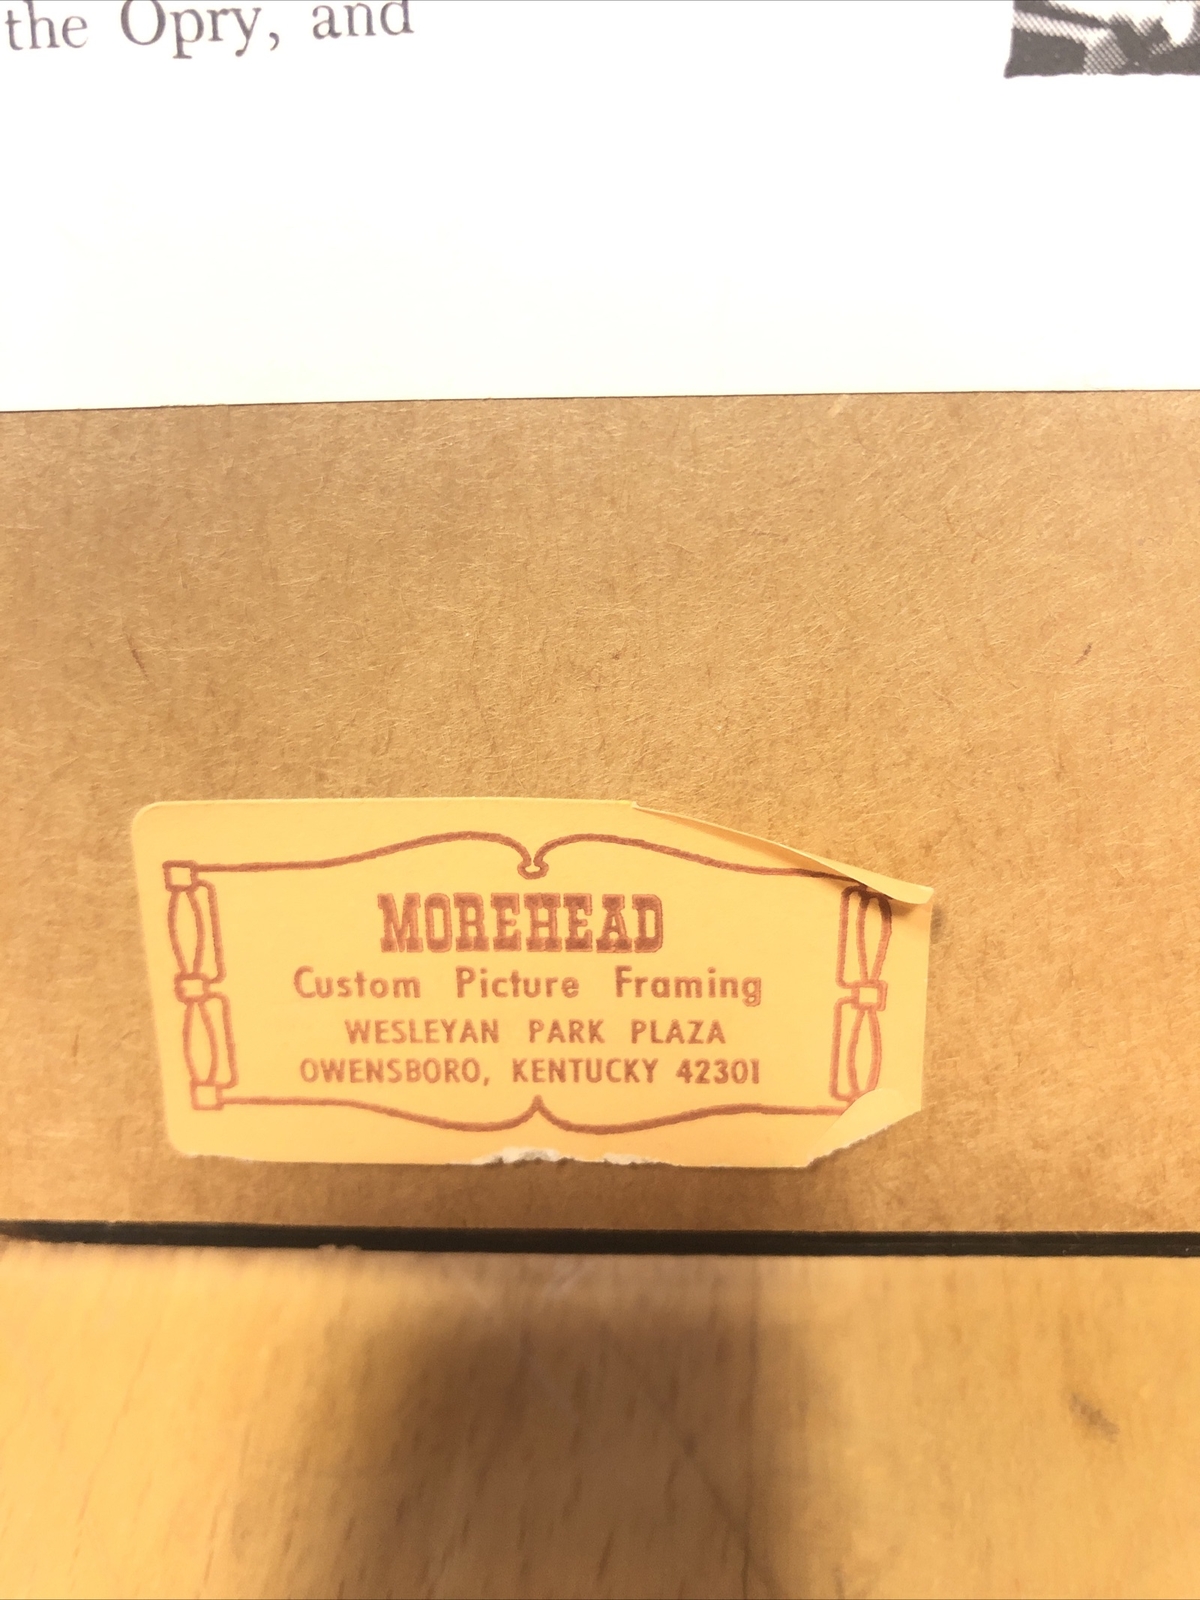 the Opry, and
MOREHEAD
Custom Picture Framing
WESLEYAN PARK PLAZA
OWENSBORO, KENTUCKY 42301